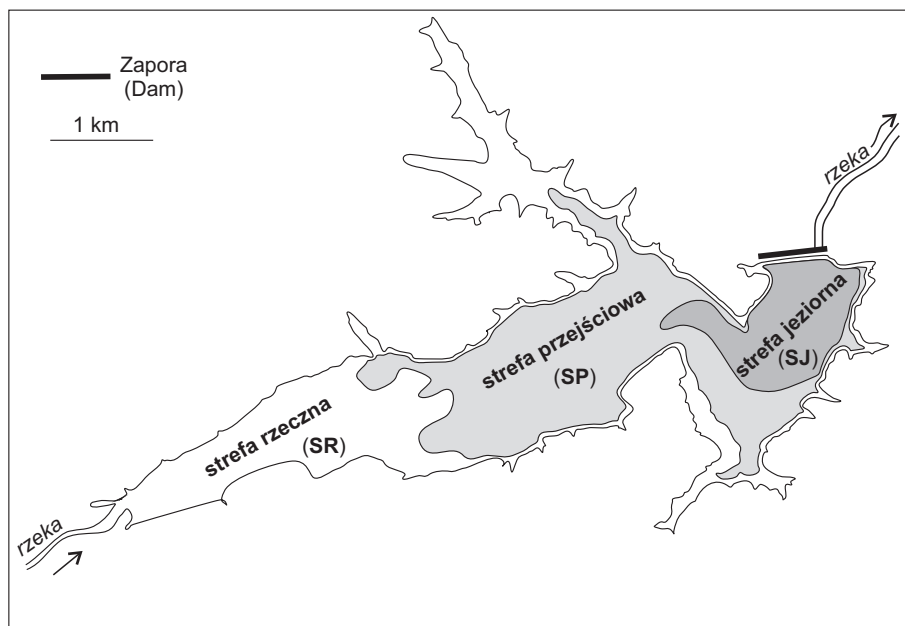 Zapora
(Dam)
1 km
rzeka
strefa jeziorna
(SJ)
strefa przejściowa
(SP)
strefa rzeczna
(SR)
rzeka